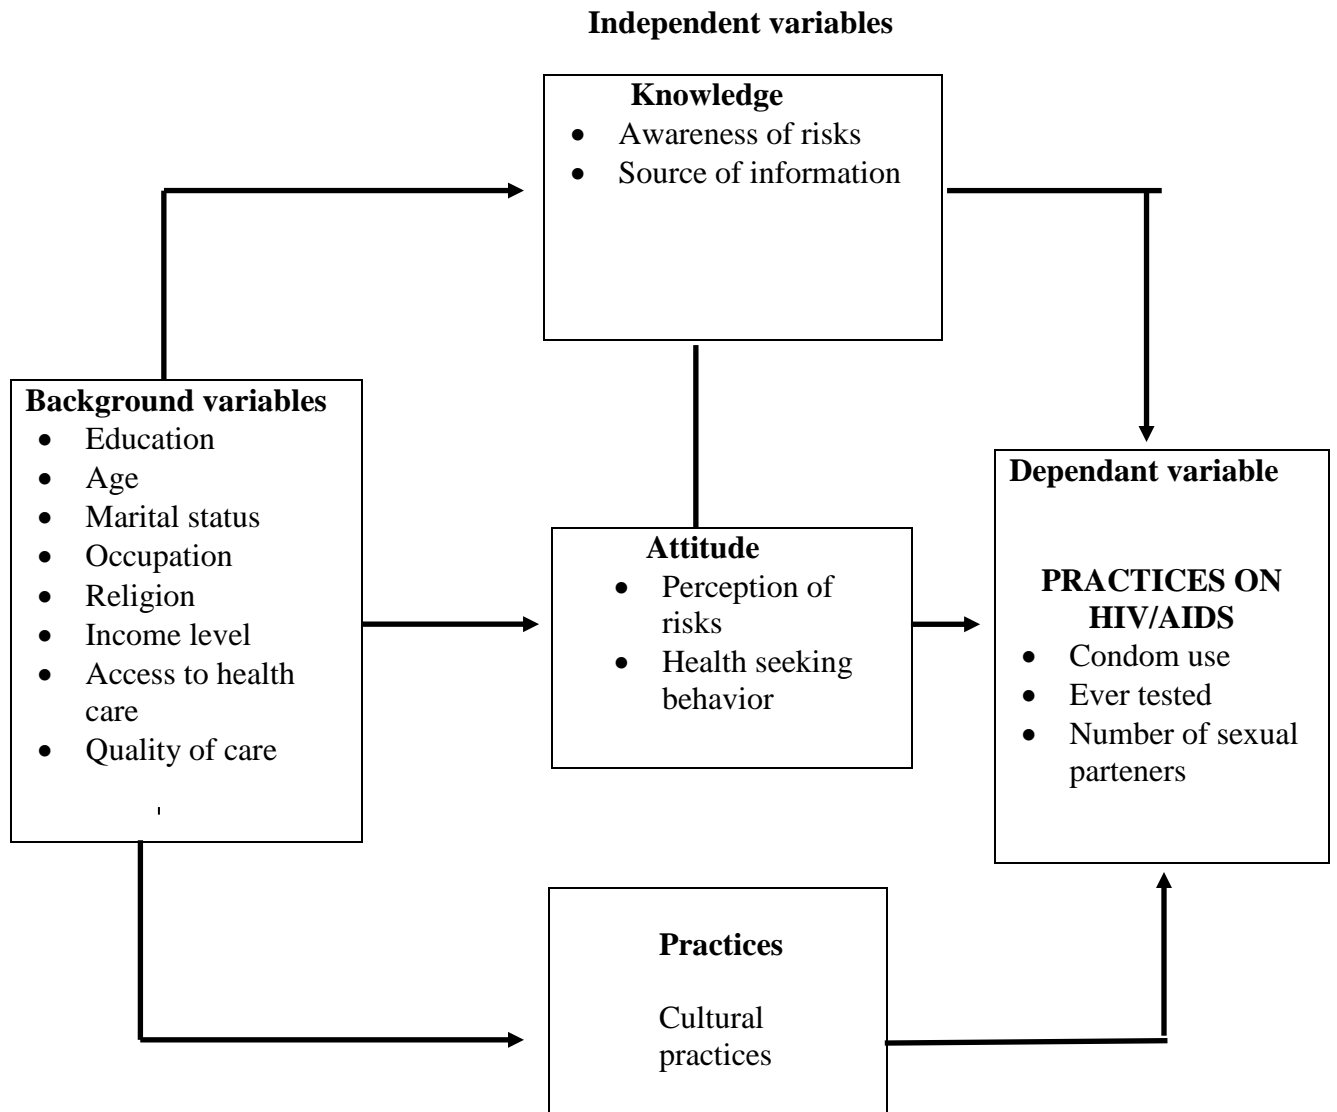 Independent variables
Knowledge
• Awareness of risks
• Source of information
Background variables
• Education
• Age
• Marital status
• Occupation
• Religion
• Income level
• Access to health
care
• Quality of care
Attitude
• Perception of
risks
• Health seeking
behavior
Dependant variable
PRACTICES ON
HIV/AIDS
• Condom use
• Ever tested
• Number of sexual
parteners
Practices
Cultural
practices